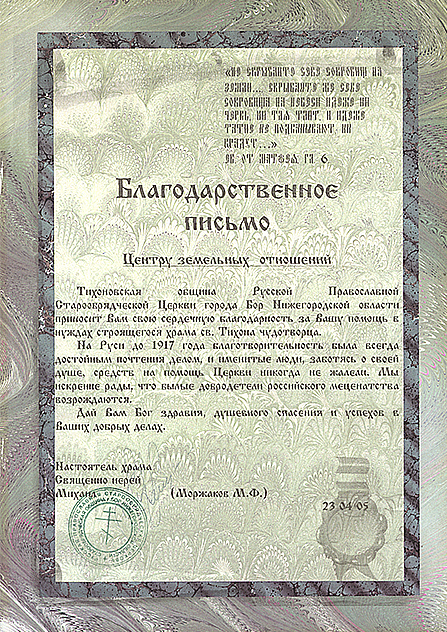 «не скрывайте себе сокровищ на
земли... скрывайте же себе
сокровища на небеси идеже ни
червь, ни тля тлит, и идеже
татие не подкапывают, ни
крадут...»
Ев. от Матфея гл. 6
Благодарственное
письмо
Центру земельных отношений
Тихоновская община Русской Православной
Старообрядческой Церкви города Бор Нижегородской области
приносит Вам свою сердечную благодарность за Вашу помощь в
нуждах строящегося храма св. Тихона чудотворца.
На Руси до 1917 года благотворительность была всегда
достойным почтения делом, и именитые люди, заботясь о своей
душе, средств на помощь Церкви никогда не жалели. Мы
искренне рады, что былые добродетели российского меценатства
возрождаются.
Дай Вам Бог здравия, душевного спасения и успехов в
Ваших добрых делах.
Настоятель храма
Священно иерей
Михаил (Моржаков М.Ф.)
23 04 05